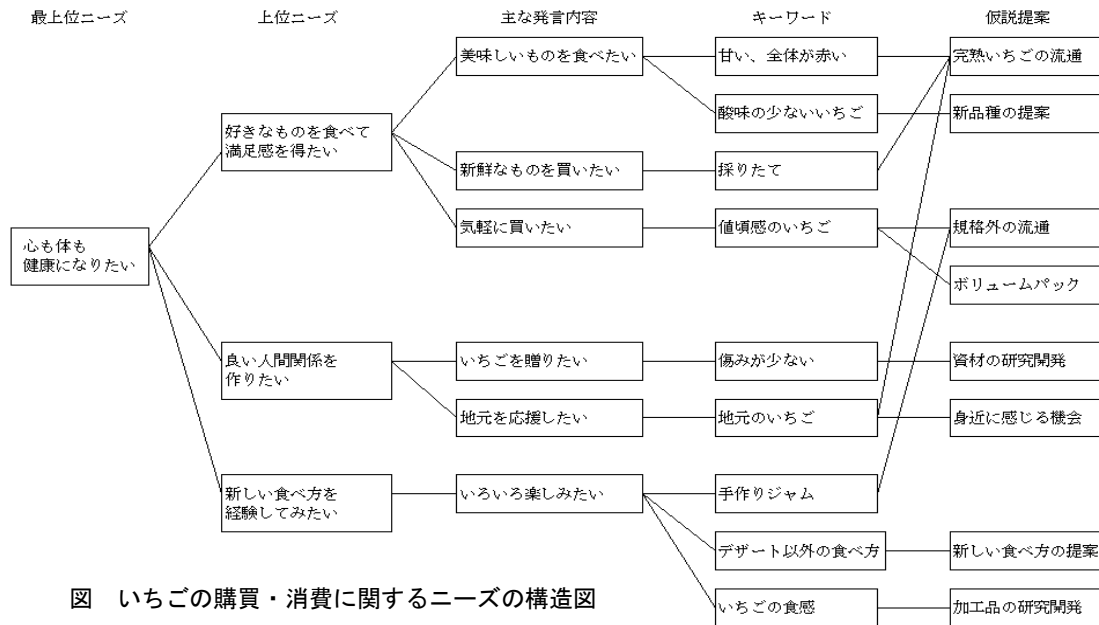 最上位ニーズ
上位ニーズ
主な発言内容
キーワード
仮説提案
美味しいものを食べたい
甘い、全体が赤い
完熟いちごの流通
酸味の少ないいちご
新品種の提案
好きなものを食べて
満足感を得たい
新鮮なものを買いたい
採りたて
気軽に買いたい
値頃感のいちご
規格外の流通
心も体も
健康になりたい
ボリュームパック
良い人間関係を
作りたい
いちごを贈りたい
傷みが少ない
資材の研究開発
地元を応援したい
地元のいちご
身近に感じる機会
新しい食べ方を
経験してみたい
いろいろ楽しみたい
手作りジャム
デザート以外の食べ方
新しい食べ方の提案
いちごの食感
加工品の研究開発
図 いちごの購買・消費に関するニーズの構造図